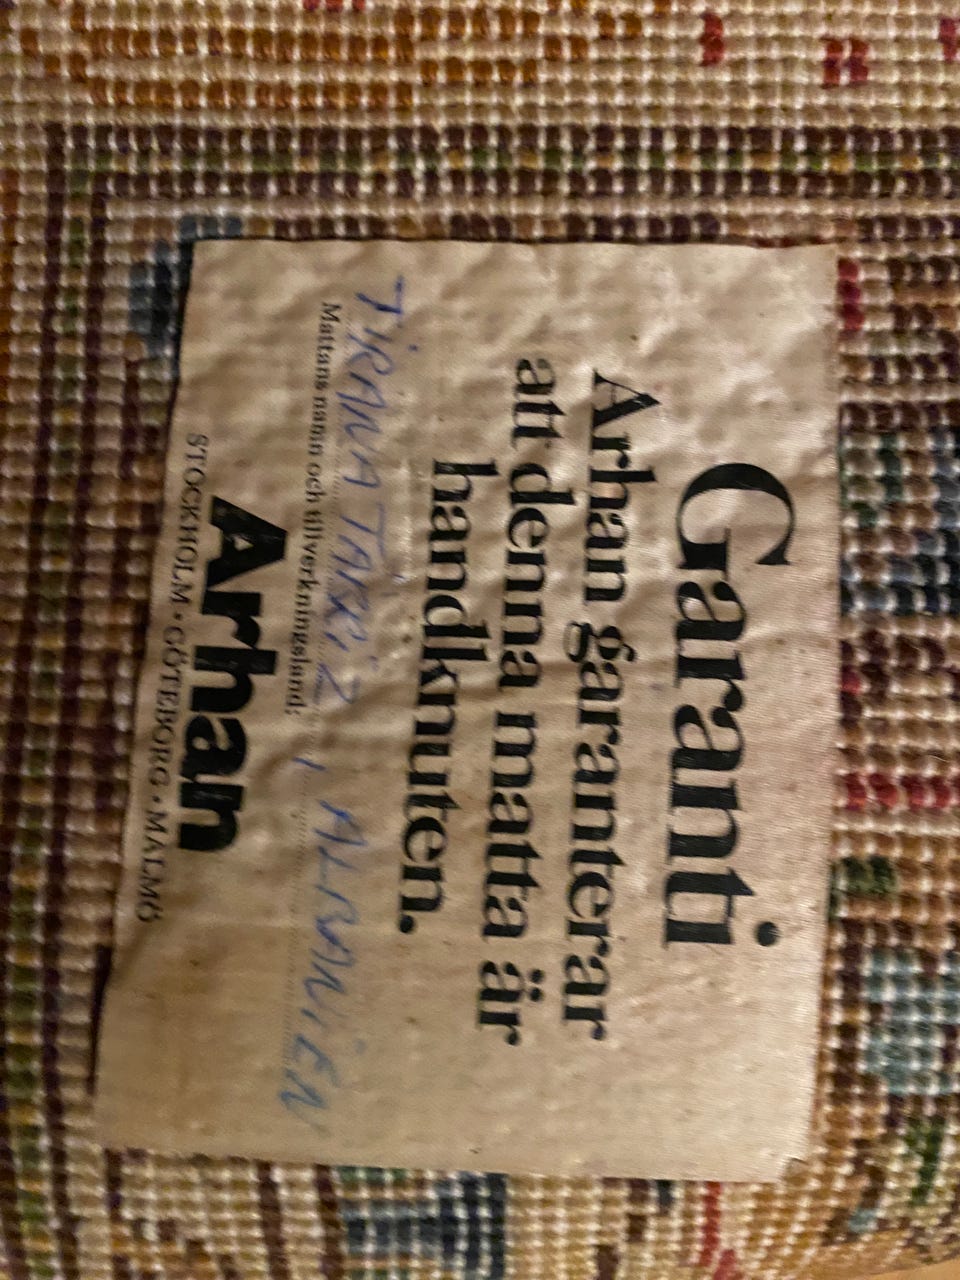 Garanti
Arhan garanterar
att denna matta är
handknuten.
TIRANA TABRIZ, ALBANIEN
Mattans namn och tillverkningsland:
Arhan
STOCKHOLM • GÖTEBORG • MALMÖ